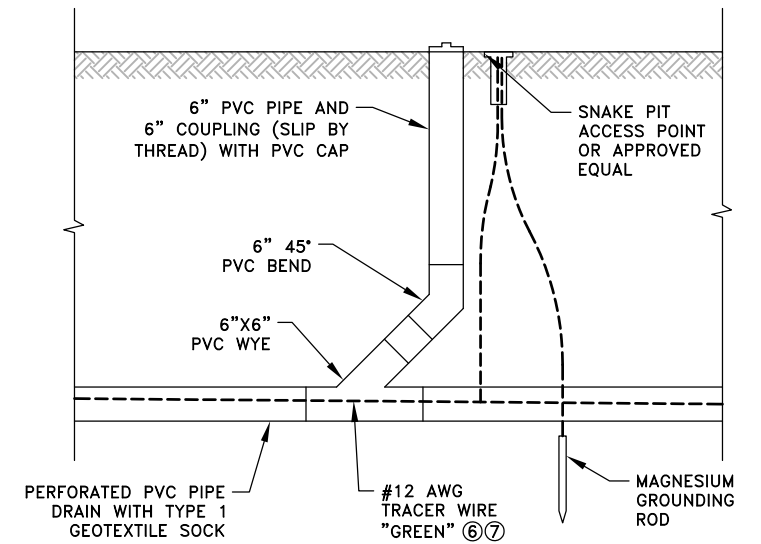 6" PVC PIPE AND
6" COUPLING (SLIP BY
THREAD) WITH PVC CAP
SNAKE PIT
ACCESS POINT
OR APPROVED
EQUAL
6" 45°
PVC BEND
6"X6"
PVC WYE
PERFORATED PVC PIPE
DRAIN WITH TYPE 1
GEOTEXTILE SOCK
#12 AWG
TRACER WIRE
"GREEN" ⑥⑦
MAGNESIUM
GROUNDING
ROD